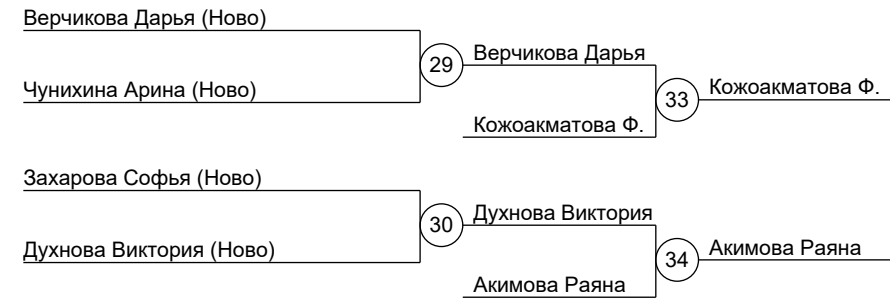 Верчикова Дарья (Ново)
29
Верчикова Дарья
Чунихина Арина (Ново)
33
Кожоакматова Ф.
Кожоакматова Ф.
Захарова Софья (Ново)
30
Духнова Виктория
Духнова Виктория (Ново)
34
Акимова Раяна
Акимова Раяна